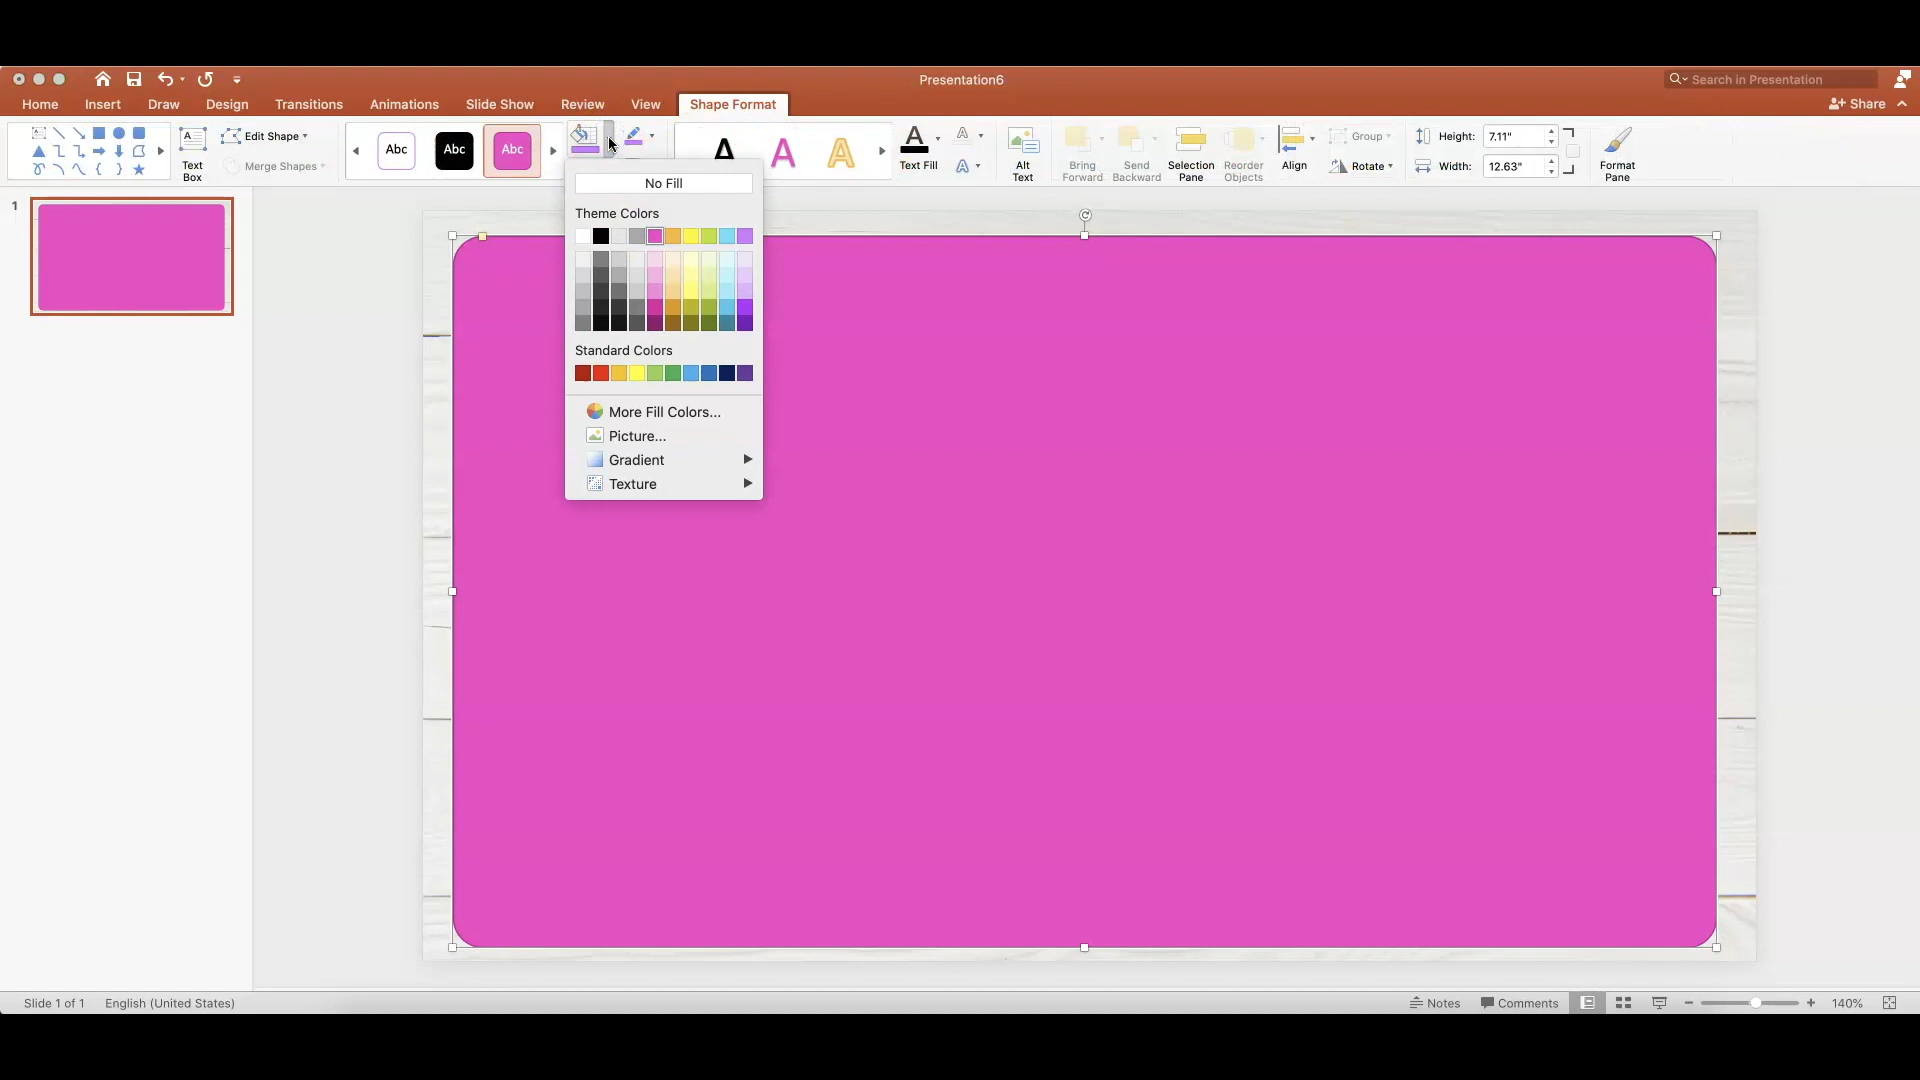 Presentation6
Search in Presentation
Home Insert Draw Design Transitions Animations Slide Show Review View Shape Format
Share
Text Box
Edit Shape
Merge Shapes
Abc Abc Abc
A A A
A Text Fill
A
A
Alt Text
Bring Forward
Send Backward
Selection Pane
Reorder Objects
Align
Group
Rotate
Height: 7.11"
Width: 12.63"
Format Pane
No Fill
Theme Colors
Standard Colors
More Fill Colors...
Picture...
Gradient
Texture
1
Slide 1 of 1 English (United States)
Notes Comments 140%